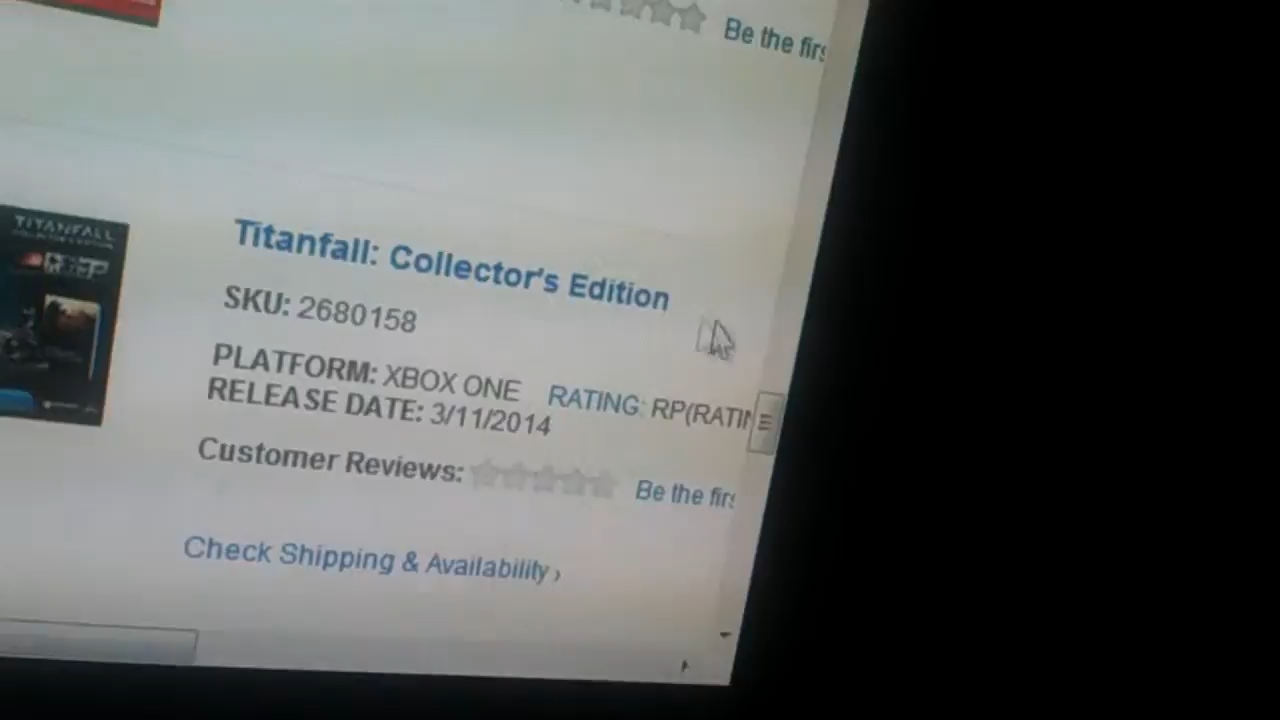 Be the firs
TITANFALL
Titanfall: Collector's Edition
SKU: 2680158
PLATFORM: XBOX ONE RATING: RP(RATIN
RELEASE DATE: 3/11/2014
Customer Reviews: Be the firs
Check Shipping & Availability ›